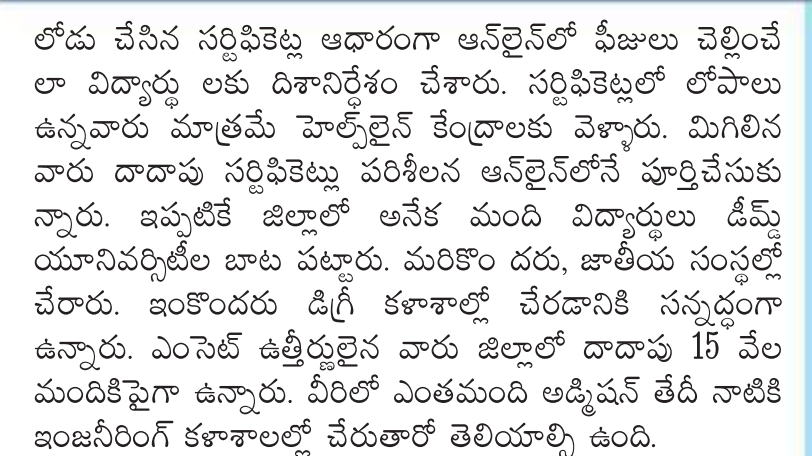 లోడు చేసిన సర్టిఫికెట్ల ఆధారంగా ఆన్‌లైన్‌లో ఫీజులు చెల్లించే
లా విద్యార్థు లకు దిశానిర్దేశం చేశారు. సర్టిఫికెట్లలో లోపాలు
ఉన్నవారు మాత్రమే హెల్ప్‌లైన్ కేంద్రాలకు వెళ్ళారు. మిగిలిన
వారు దాదాపు సర్టిఫికెట్లు పరిశీలన ఆన్‌లైన్‌లోనే పూర్తిచేసుకు
న్నారు. ఇప్పటికే జిల్లాలో అనేక మంది విద్యార్థులు డీమ్డ్
యూనివర్సిటీల బాట పట్టారు. మరికొం దరు, జాతీయ సంస్థల్లో
చేరారు. ఇంకొందరు డిగ్రీ కళాశాల్లో చేరడానికి సన్నద్ధంగా
ఉన్నారు. ఎంసెట్ ఉత్తీర్ణులైన వారు జిల్లాలో దాదాపు 15 వేల
మందికిపైగా ఉన్నారు. వీరిలో ఎంతమంది అడ్మిషన్ తేదీ నాటికి
ఇంజనీరింగ్ కళాశాలల్లో చేరుతారో తెలియాల్సి ఉంది.